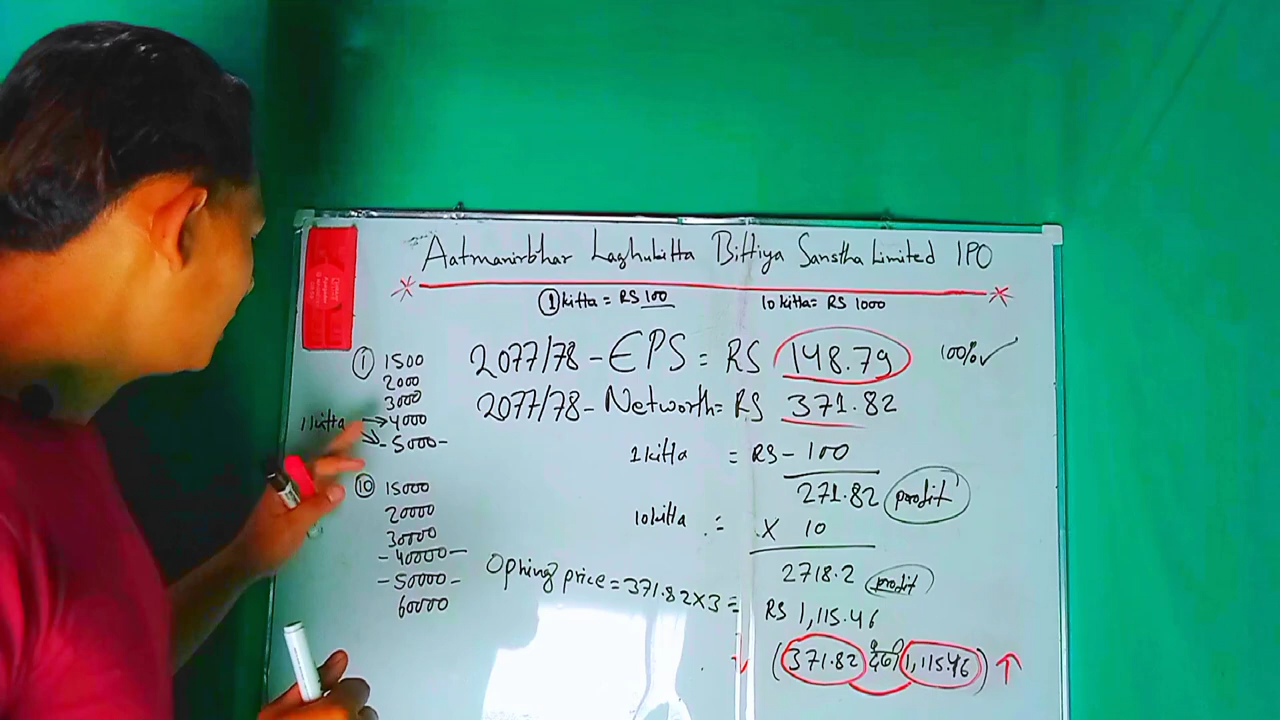 Aatmanirbhar Laghubitta Bittiya Sanstha Limited IPO
1 kitta = RS 100 10 kitta = RS 1000
2077/78 - EPS = RS 148.79 100% ✓
2077/78 - Networth = RS 371.82
1 kitta = RS - 100
271.82 profit
10 kitta = X 10
2718.2 profit
Opning price = 371.82 X 3 = RS 1,115.46
↓ (371.82 1,115.46) ↑
1 1500
2000
3000
1 kitta → 4000
- 5000 -
10 15000
20000
30000
- 40000 -
- 50000 -
60000